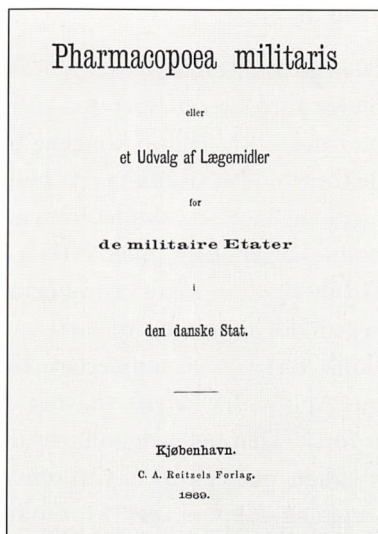 Pharmacopoea militaris
eller
et Udvalg af Lægemidler
for
de militaire Etater
i
den danske Stat.
Kjøbenhavn.
C. A. Reitzels Forlag.
1869.